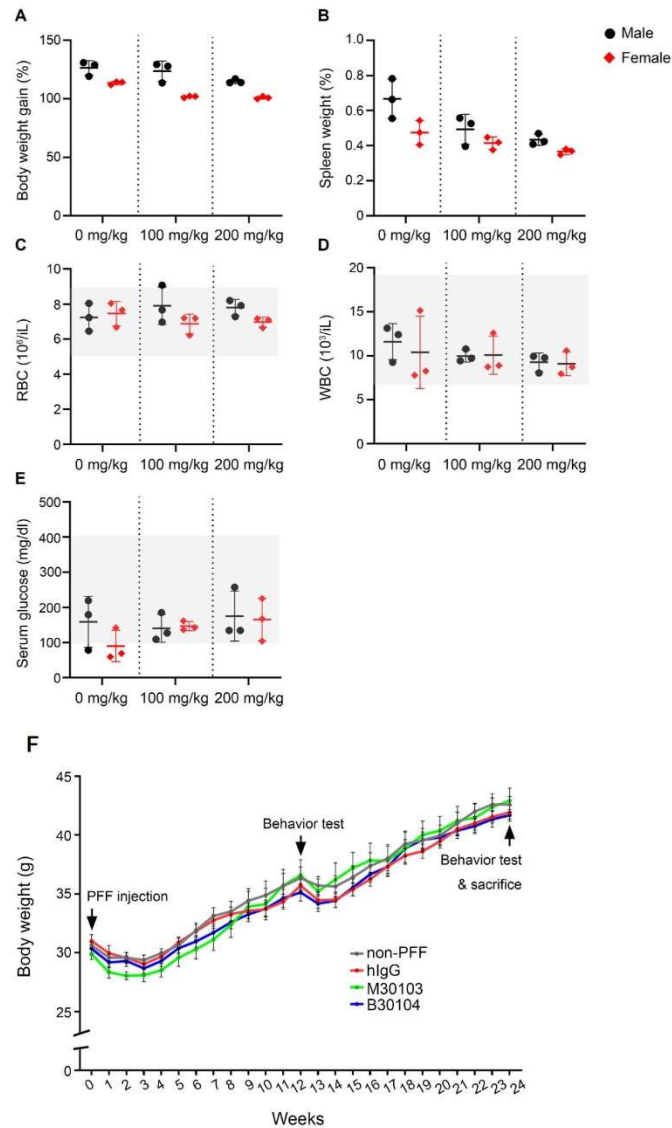 A
Body weight gain (%)
150
100
50
0
0 mg/kg 100 mg/kg 200 mg/kg
B
Spleen weight (%)
1.0
0.8
0.6
0.4
0.2
0
0 mg/kg 100 mg/kg 200 mg/kg
Male
Female
C
RBC (10⁶/iL)
10
8
6
4
2
0
0 mg/kg 100 mg/kg 200 mg/kg
D
WBC (10³/iL)
20
15
10
5
0
0 mg/kg 100 mg/kg 200 mg/kg
E
Serum glucose (mg/dl)
500
400
300
200
100
0
0 mg/kg 100 mg/kg 200 mg/kg
F
Body weight (g)
45
40
35
30
25
0
PFF injection
Behavior test
Behavior test
& sacrifice
non-PFF
hIgG
M30103
B30104
0 1 2 3 4 5 6 7 8 9 10 11 12 13 14 15 16 17 18 19 20 21 22 23 24
Weeks